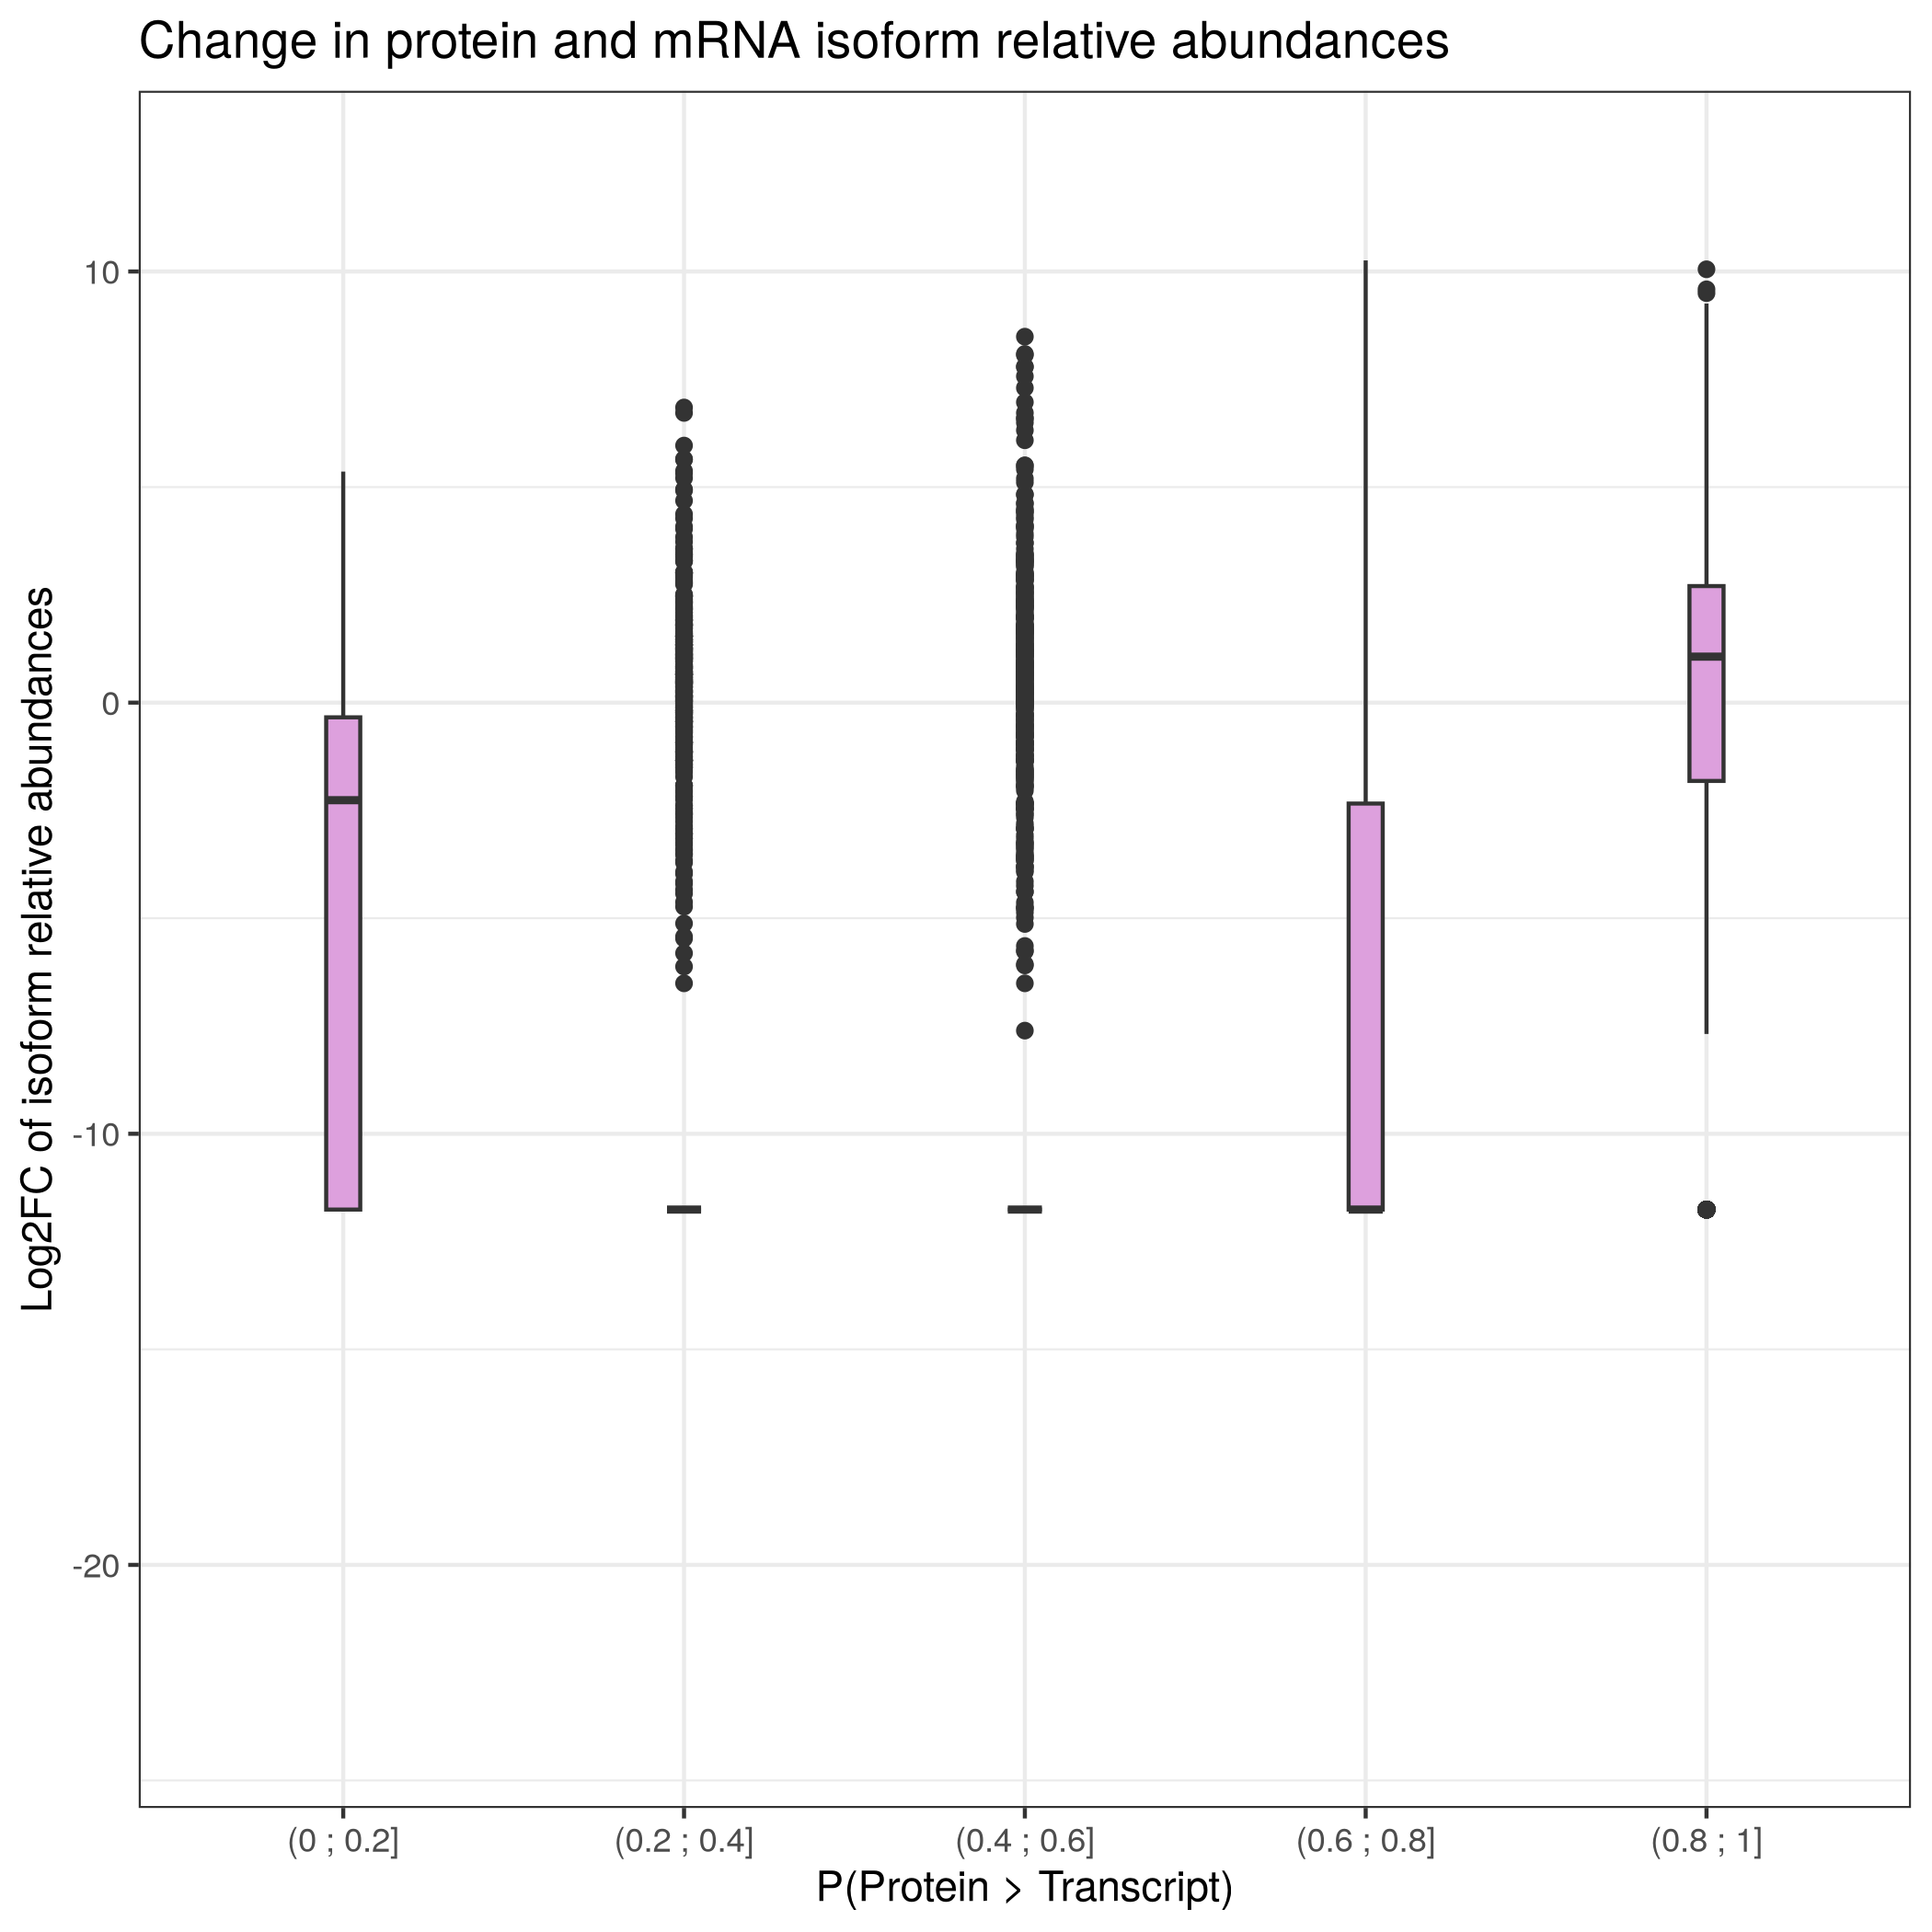 Change in protein and mRNA isoform relative abundances
Log2FC of isoform relative abundances
10
0
-10
-20
(0 ; 0.2]
(0.2 ; 0.4]
(0.4 ; 0.6]
(0.6 ; 0.8]
(0.8 ; 1]
P(Protein > Transcript)